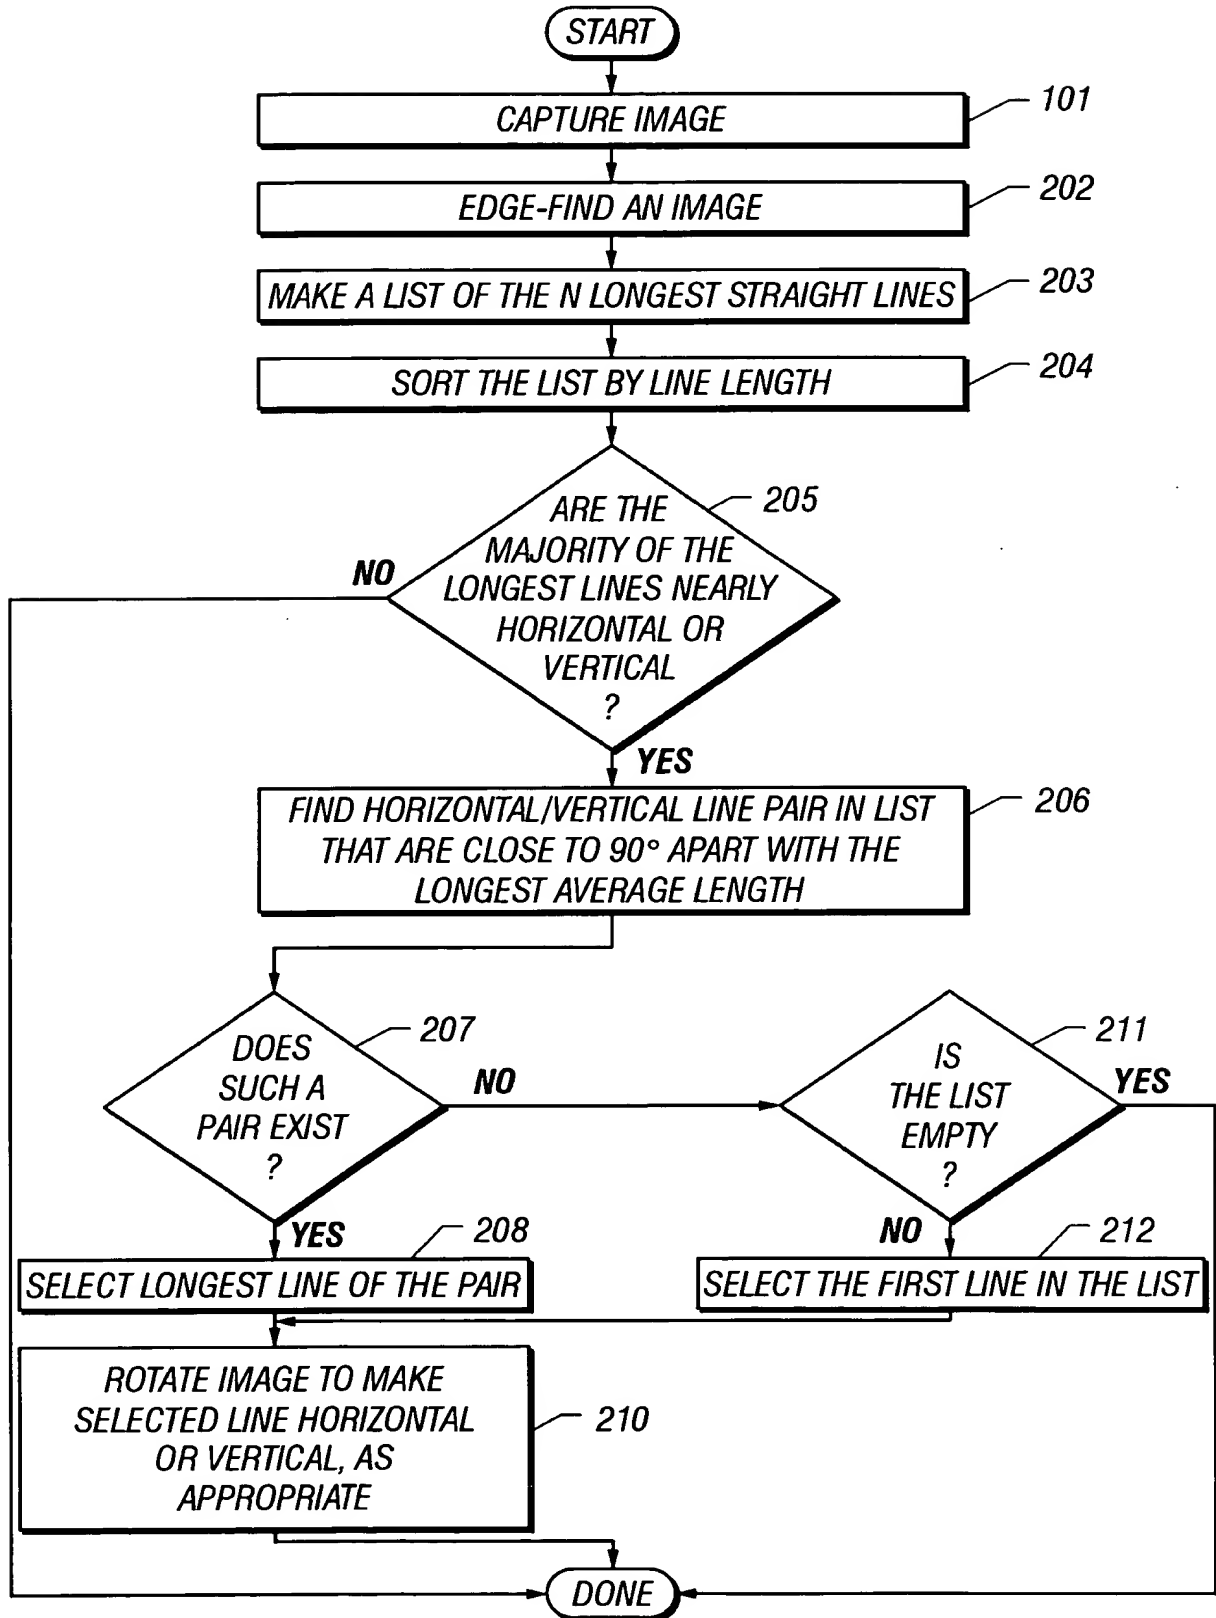 START
CAPTURE IMAGE
101
EDGE-FIND AN IMAGE
202
MAKE A LIST OF THE N LONGEST STRAIGHT LINES
203
SORT THE LIST BY LINE LENGTH
204
ARE THE
MAJORITY OF THE
LONGEST LINES NEARLY
HORIZONTAL OR
VERTICAL
?
205
NO
YES
FIND HORIZONTAL/VERTICAL LINE PAIR IN LIST
THAT ARE CLOSE TO 90° APART WITH THE
LONGEST AVERAGE LENGTH
206
DOES
SUCH A
PAIR EXIST
?
207
NO
YES
IS
THE LIST
EMPTY
?
211
YES
NO
SELECT LONGEST LINE OF THE PAIR
208
SELECT THE FIRST LINE IN THE LIST
212
ROTATE IMAGE TO MAKE
SELECTED LINE HORIZONTAL
OR VERTICAL, AS
APPROPRIATE
210
DONE